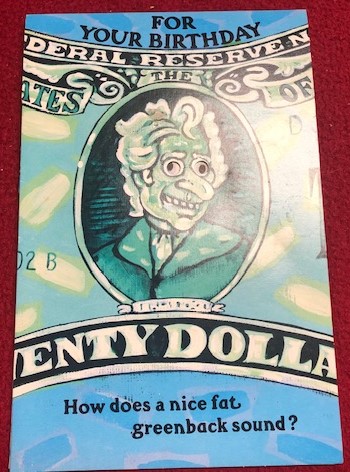 FOR
YOUR BIRTHDAY
DERAL RESERVE N
THE
ATES
OF
D
02 B
ENTY DOLLA
How does a nice fat
greenback sound?